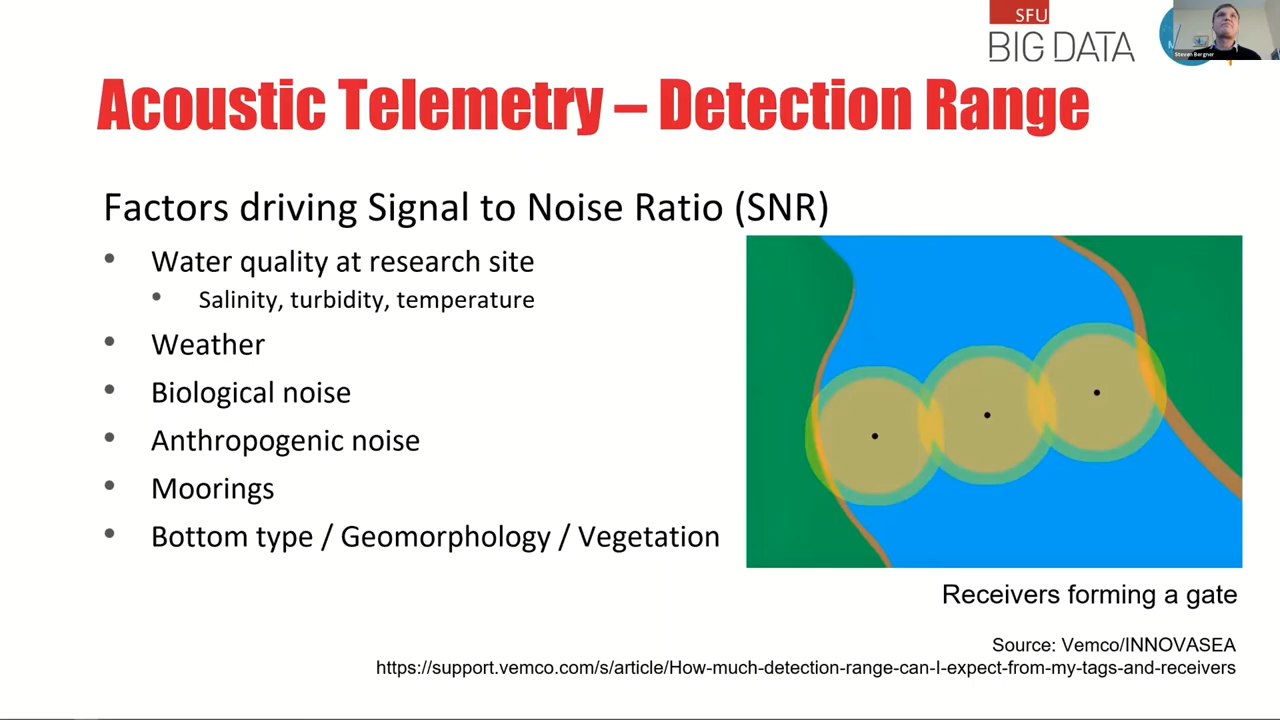 SFU
BIG DATA
M
Steven Bergner
Acoustic Telemetry – Detection Range
Factors driving Signal to Noise Ratio (SNR)
• Water quality at research site
• Salinity, turbidity, temperature
• Weather
• Biological noise
• Anthropogenic noise
• Moorings
• Bottom type / Geomorphology / Vegetation
Receivers forming a gate
Source: Vemco/INNOVASEA
https://support.vemco.com/s/article/How-much-detection-range-can-I-expect-from-my-tags-and-receivers